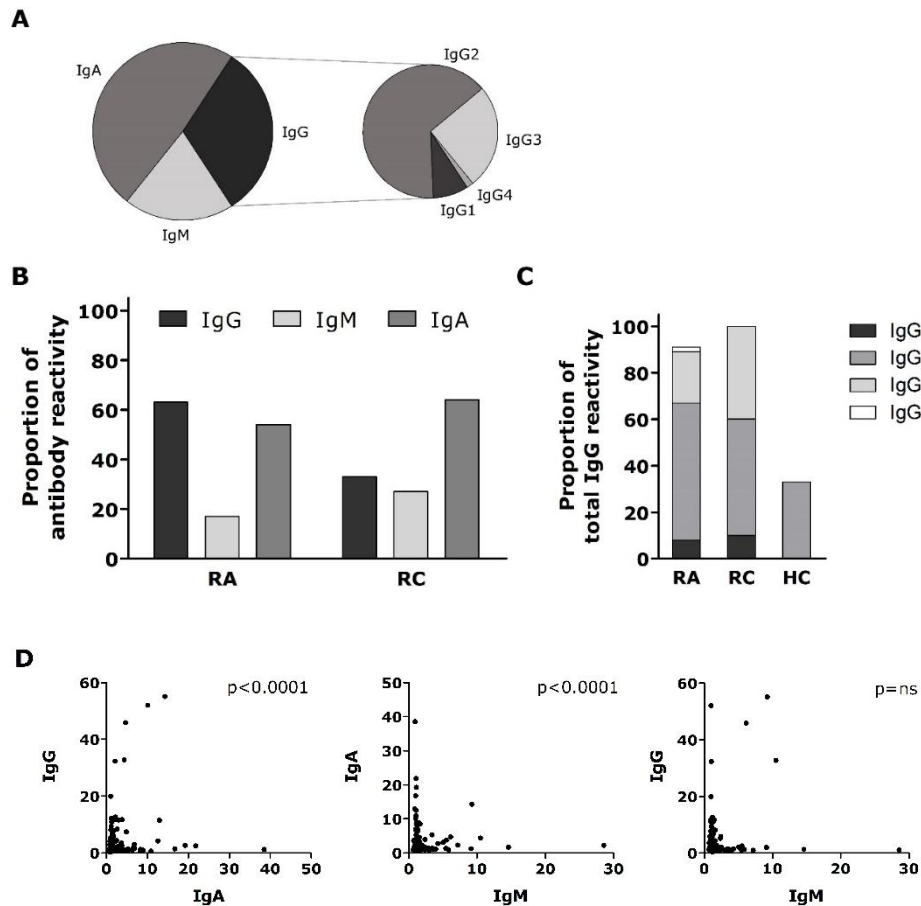 A
IgA
IgG
IgM
IgG2
IgG3
IgG4
IgG1
B
Proportion of
antibody reactivity
100
80
60
40
20
0
IgG
IgM
IgA
RA
RC
C
Proportion of
total IgG reactivity
100
80
60
40
20
0
RA
RC
HC
IgG
IgG
IgG
IgG
D
p<0.0001
IgG
60
40
20
0
0 10 20 30 40 50
IgA
p<0.0001
IgA
50
40
30
20
10
0
0 10 20 30
IgM
p=ns
IgG
60
40
20
0
0 10 20 30
IgM